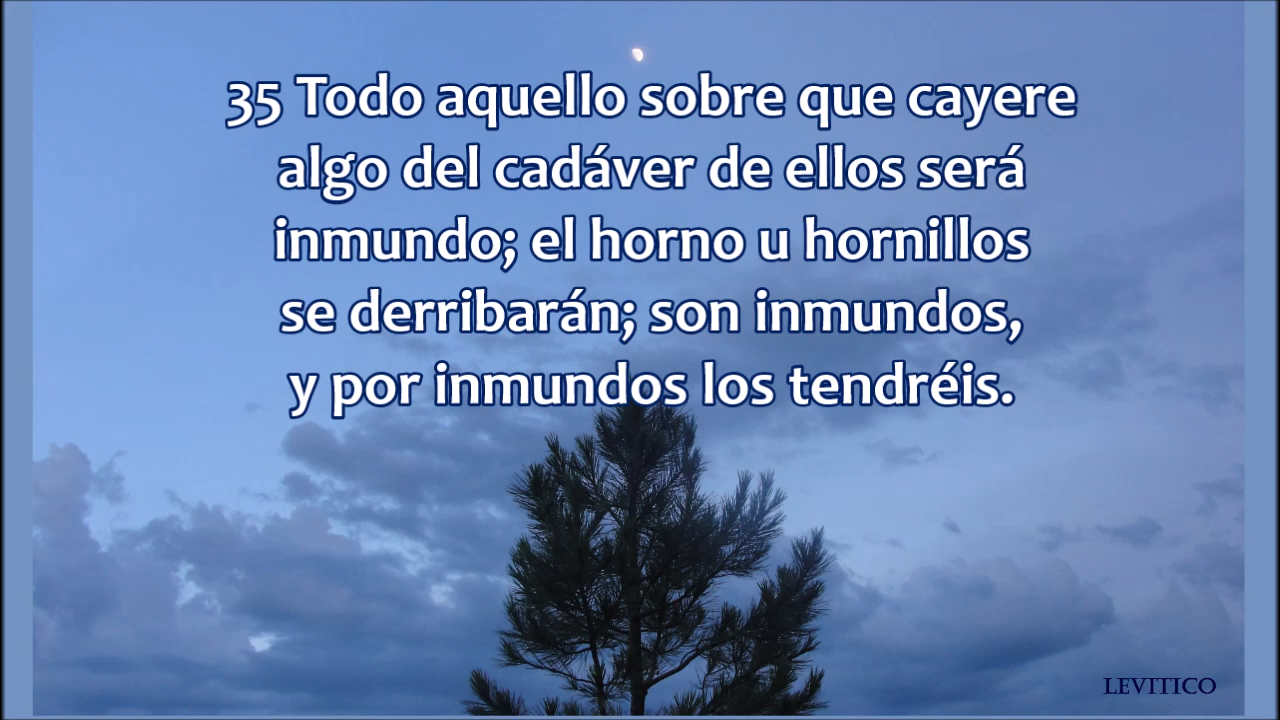 35 Todo aquello sobre que cayere
algo del cadáver de ellos será
inmundo; el horno u hornillos
se derribarán; son inmundos,
y por inmundos los tendréis.
LEVITICO